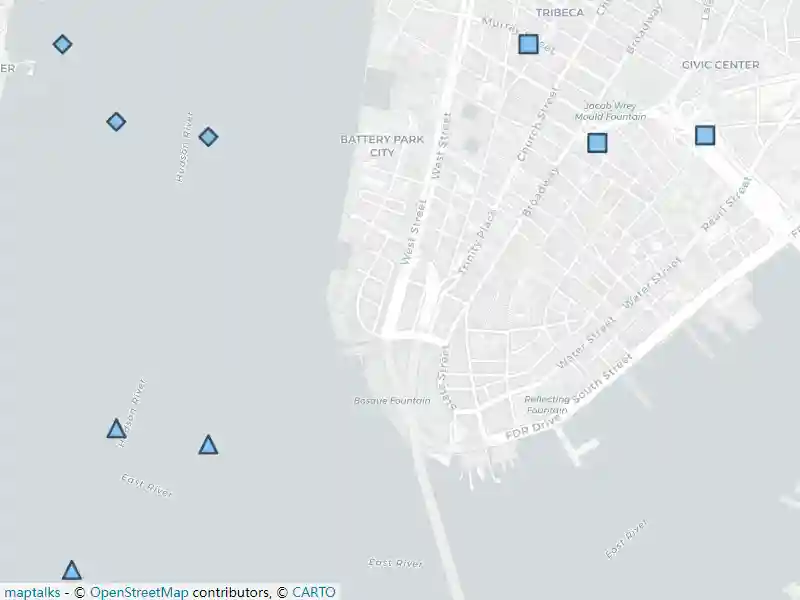 TRIBECA
Murray Street
Broadway
CIVIC CENTER
ER
Jacob Wrey
Mould Fountain
Hudson River
BATTERY PARK
CITY
West Street
Church Street
Broadway
Pearl Street
West Street
Trinity Place
Water Street
Water Street
State Street
South Street
Hudson River
Bosque Fountain
Reflecting
Fountain
FDR Drive
East River
East River
East River
maptalks - © OpenStreetMap contributors, © CARTO